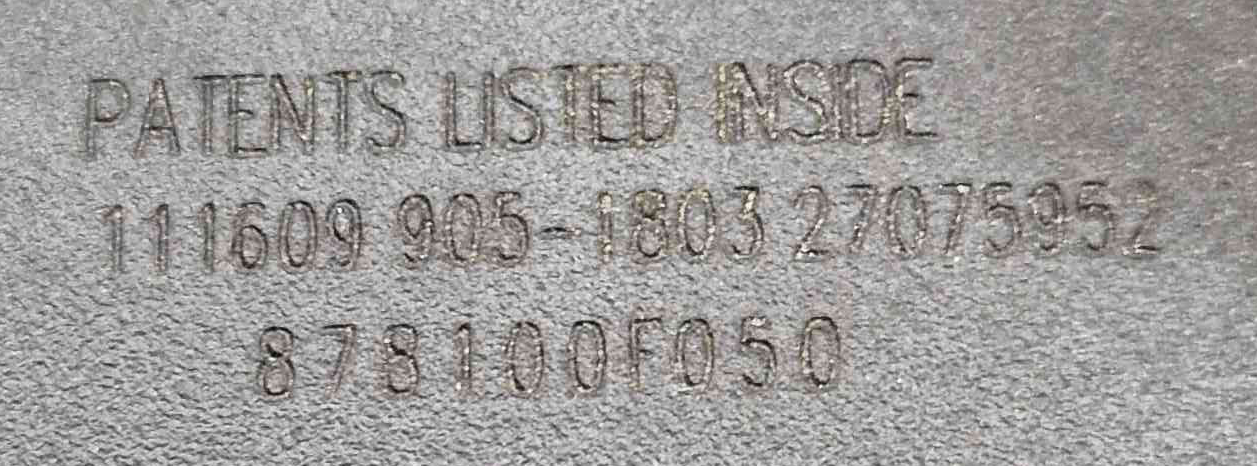 PATENTS LISTED INSIDE
111609 905-1803 27075952
878100F050